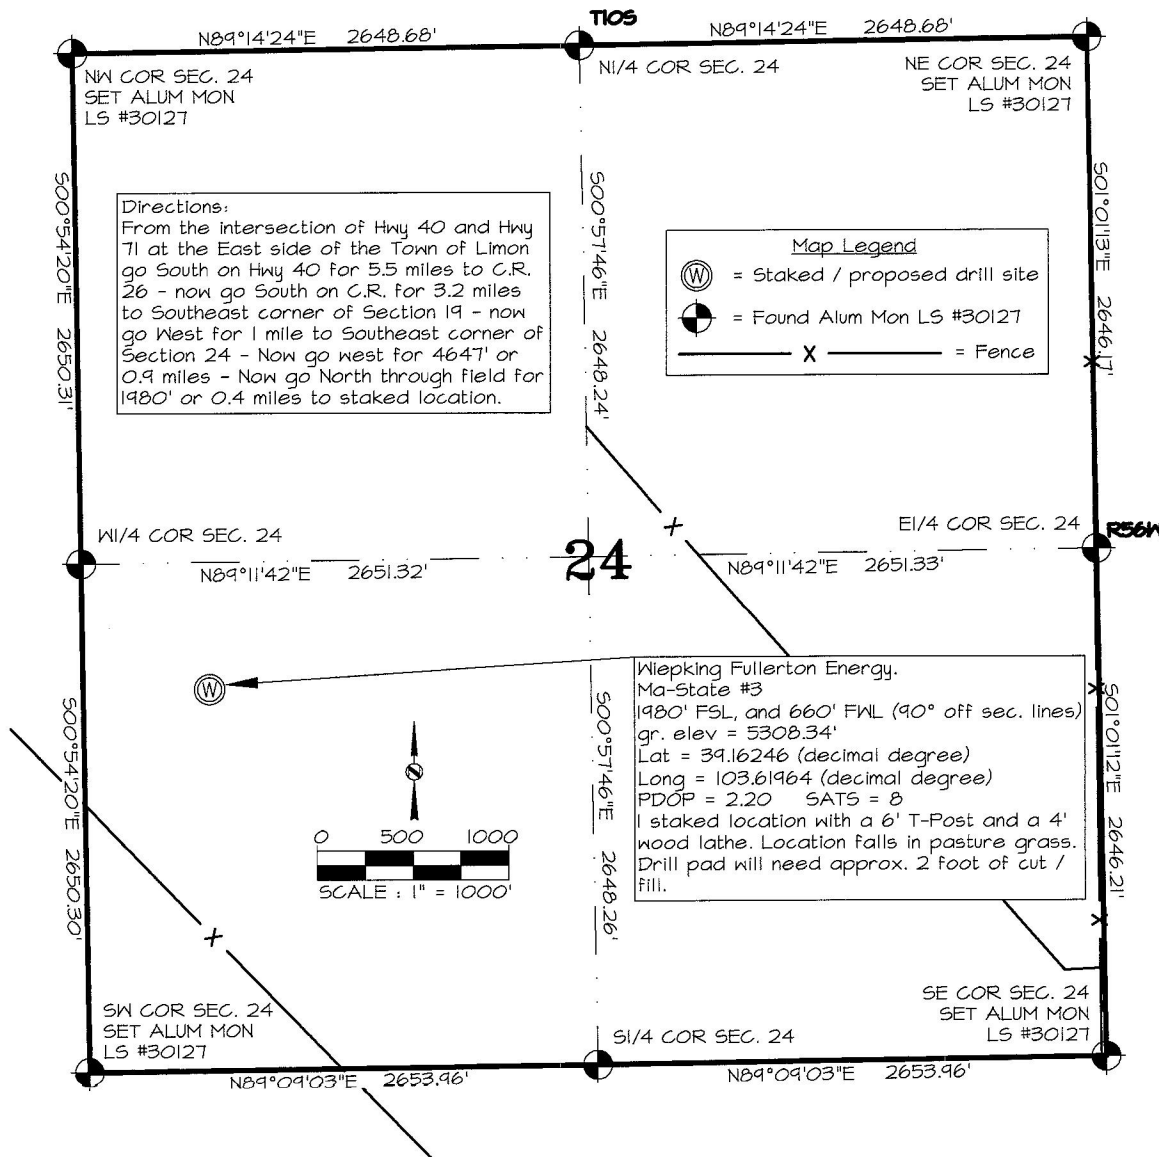 T10S
N89°14'24"E 2648.68'
N89°14'24"E 2648.68'
NW COR SEC. 24
SET ALUM MON
LS #30127
N1/4 COR SEC. 24
NE COR SEC. 24
SET ALUM MON
LS #30127
S00°54'20"E 2650.31'
S00°57'46"E 2648.24'
S01°01'13"E 2646.17'
Directions:
From the intersection of Hwy 40 and Hwy
71 at the East side of the Town of Limon
go South on Hwy 40 for 5.5 miles to C.R.
26 - now go South on C.R. for 3.2 miles
to Southeast corner of Section 19 - now
go West for 1 mile to Southeast corner of
Section 24 - Now go west for 4647' or
0.9 miles - Now go North through field for
1980' or 0.4 miles to staked location.
Map Legend
W = Staked / proposed drill site
= Found Alum Mon LS #30127
X = Fence
W1/4 COR SEC. 24
E1/4 COR SEC. 24
R56W
24
N89°11'42"E 2651.32'
N89°11'42"E 2651.33'
W
Wiepking Fullerton Energy.
Ma-State #3
1980' FSL, and 660' FWL (90° off sec. lines)
gr. elev = 5308.34'
Lat = 39.16246 (decimal degree)
Long = 103.61964 (decimal degree)
PDOP = 2.20 SATS = 8
I staked location with a 6' T-Post and a 4'
wood lathe. Location falls in pasture grass.
Drill pad will need approx. 2 foot of cut /
fill.
S00°54'20"E 2650.30'
S00°57'46"E 2648.26'
S01°01'12"E 2646.21'
N
0 500 1000
SCALE : 1" = 1000'
SW COR SEC. 24
SET ALUM MON
LS #30127
S1/4 COR SEC. 24
SE COR SEC. 24
SET ALUM MON
LS #30127
N89°09'03"E 2653.96'
N89°09'03"E 2653.96'